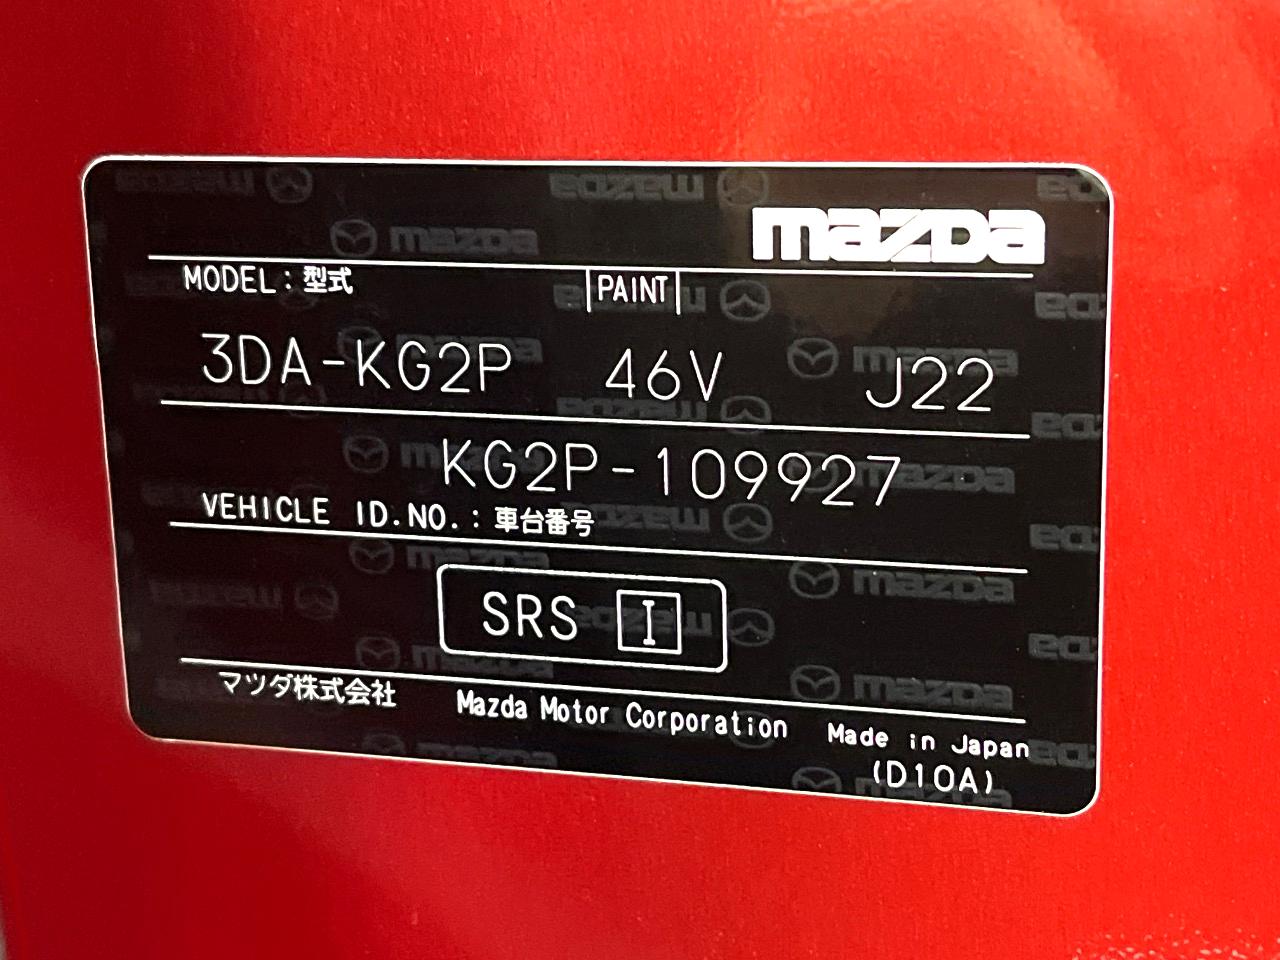 mazda
MODEL : 型式 PAINT
3DA-KG2P 46V J22
KG2P-109927
VEHICLE ID.NO. : 車台番号
SRS I
マツダ株式会社 Mazda Motor Corporation Made in Japan
(D10A)